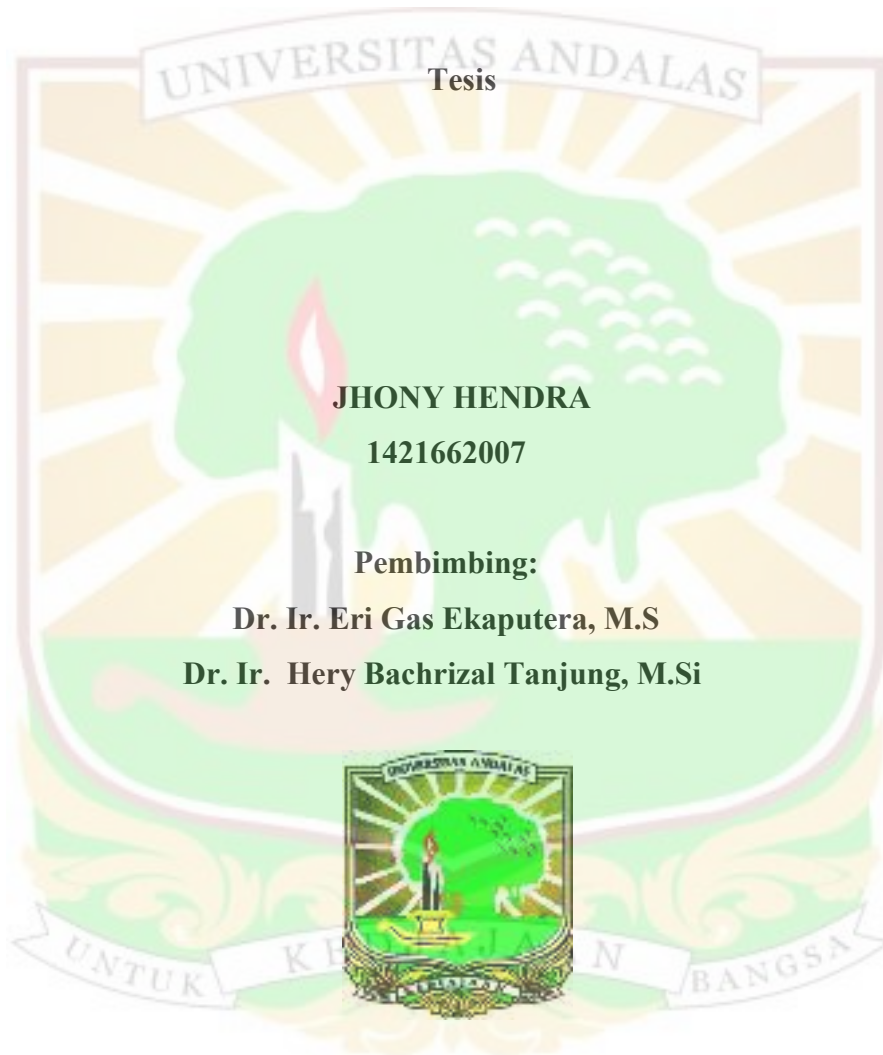 UNIVERSITAS ANDALAS
Tesis
JHONY HENDRA
1421662007
Pembimbing:
Dr. Ir. Eri Gas Ekaputera, M.S
Dr. Ir. Hery Bachrizal Tanjung, M.Si
UNIVERSITAS ANDALAS
UNTUK BANGSA